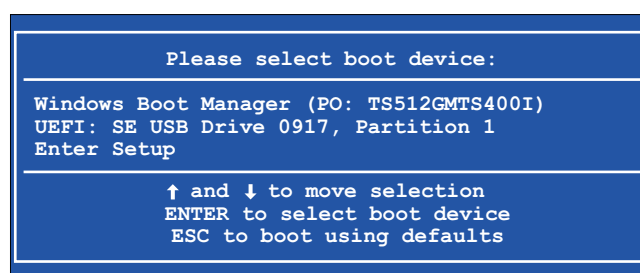 Please select boot device:
Windows Boot Manager (PO: TS512GMTS400I)
UEFI: SE USB Drive 0917, Partition 1
Enter Setup
↑ and ↓ to move selection
ENTER to select boot device
ESC to boot using defaults